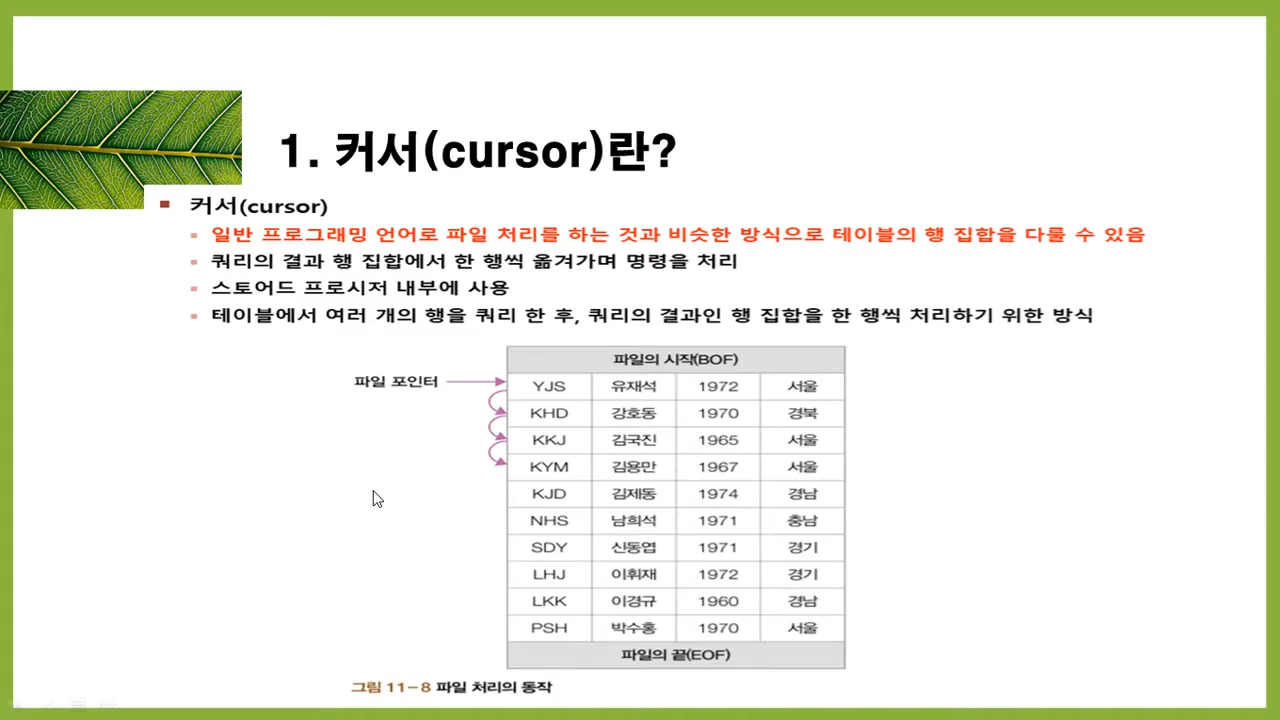 1. 커서(cursor)란?
커서(cursor)
일반 프로그래밍 언어로 파일 처리를 하는 것과 비슷한 방식으로 테이블의 행 집합을 다룰 수 있음
쿼리의 결과 행 집합에서 한 행씩 옮겨가며 명령을 처리
스토어드 프로시저 내부에 사용
테이블에서 여러 개의 행을 쿼리 한 후, 쿼리의 결과인 행 집합을 한 행씩 처리하기 위한 방식
파일의 시작(BOF)
파일 포인터
YJS 유재석 1972 서울
KHD 강호동 1970 경북
KKJ 김국진 1965 서울
KYM 김용만 1967 서울
KJD 김제동 1974 경남
NHS 남희석 1971 충남
SDY 신동엽 1971 경기
LHJ 이휘재 1972 경기
LKK 이경규 1960 경남
PSH 박수홍 1970 서울
파일의 끝(EOF)
그림 11-8 파일 처리의 동작